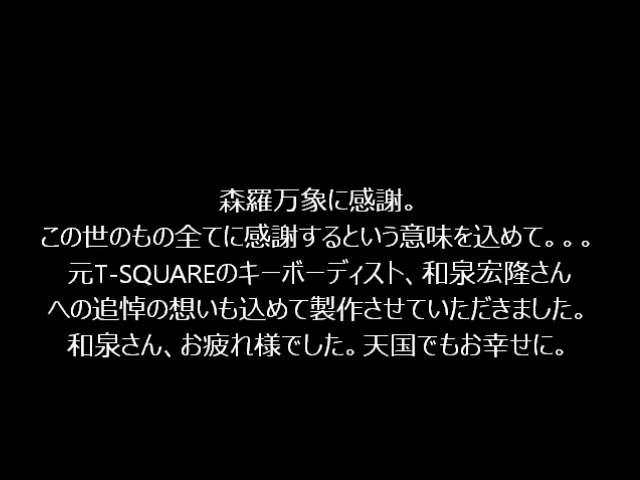 森羅万象に感謝。
この世のもの全てに感謝するという意味を込めて。。。
元T-SQUAREのキーボーディスト、和泉宏隆さん
への追悼の想いも込めて製作させていただきました。
和泉さん、お疲れ様でした。天国でもお幸せに。